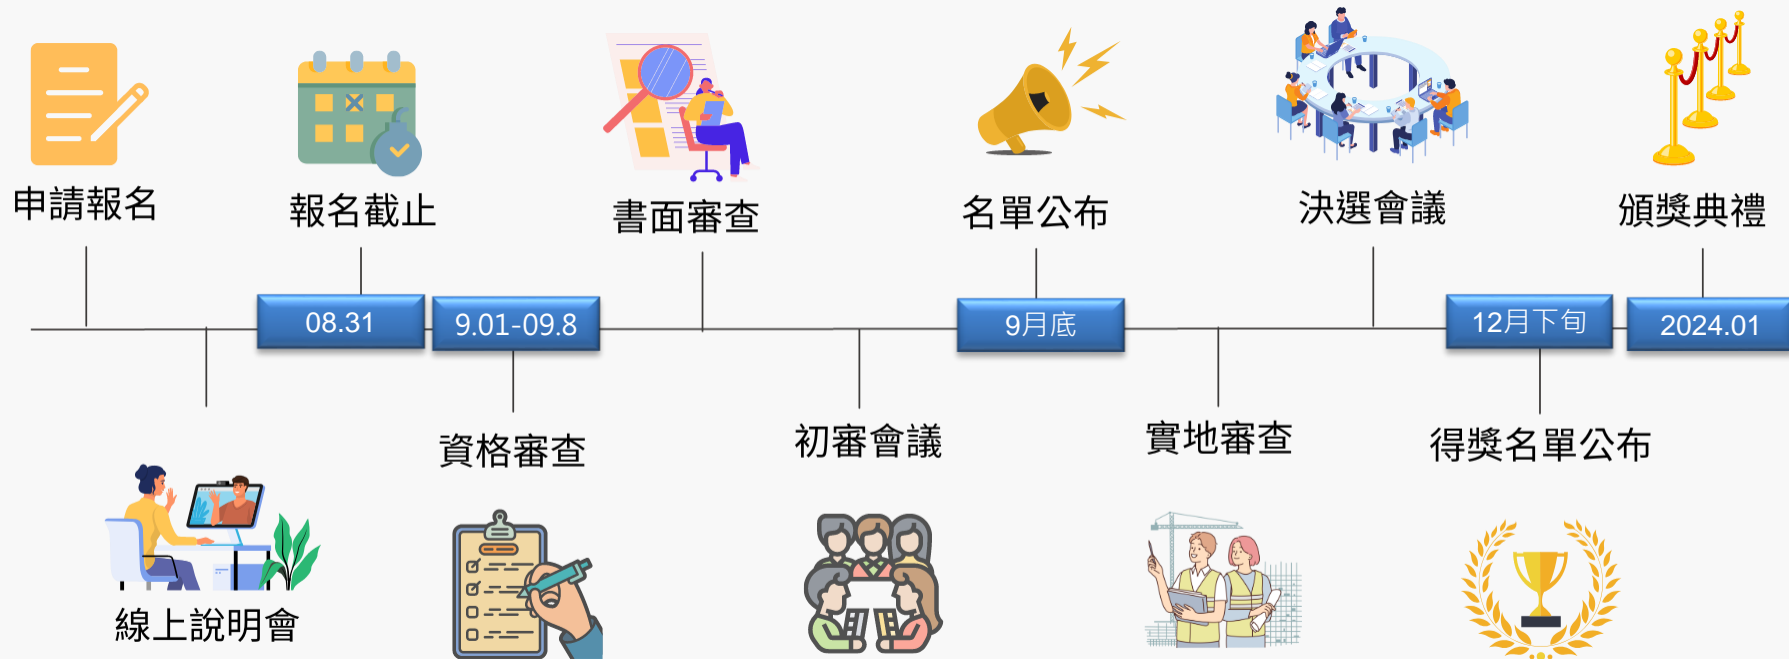 申請報名
報名截止
書面審查
名單公布
決選會議
頒獎典禮
08.31
9.01-09.8
9月底
12月下旬
2024.01
資格審查
初審會議
實地審查
得獎名單公布
線上說明會